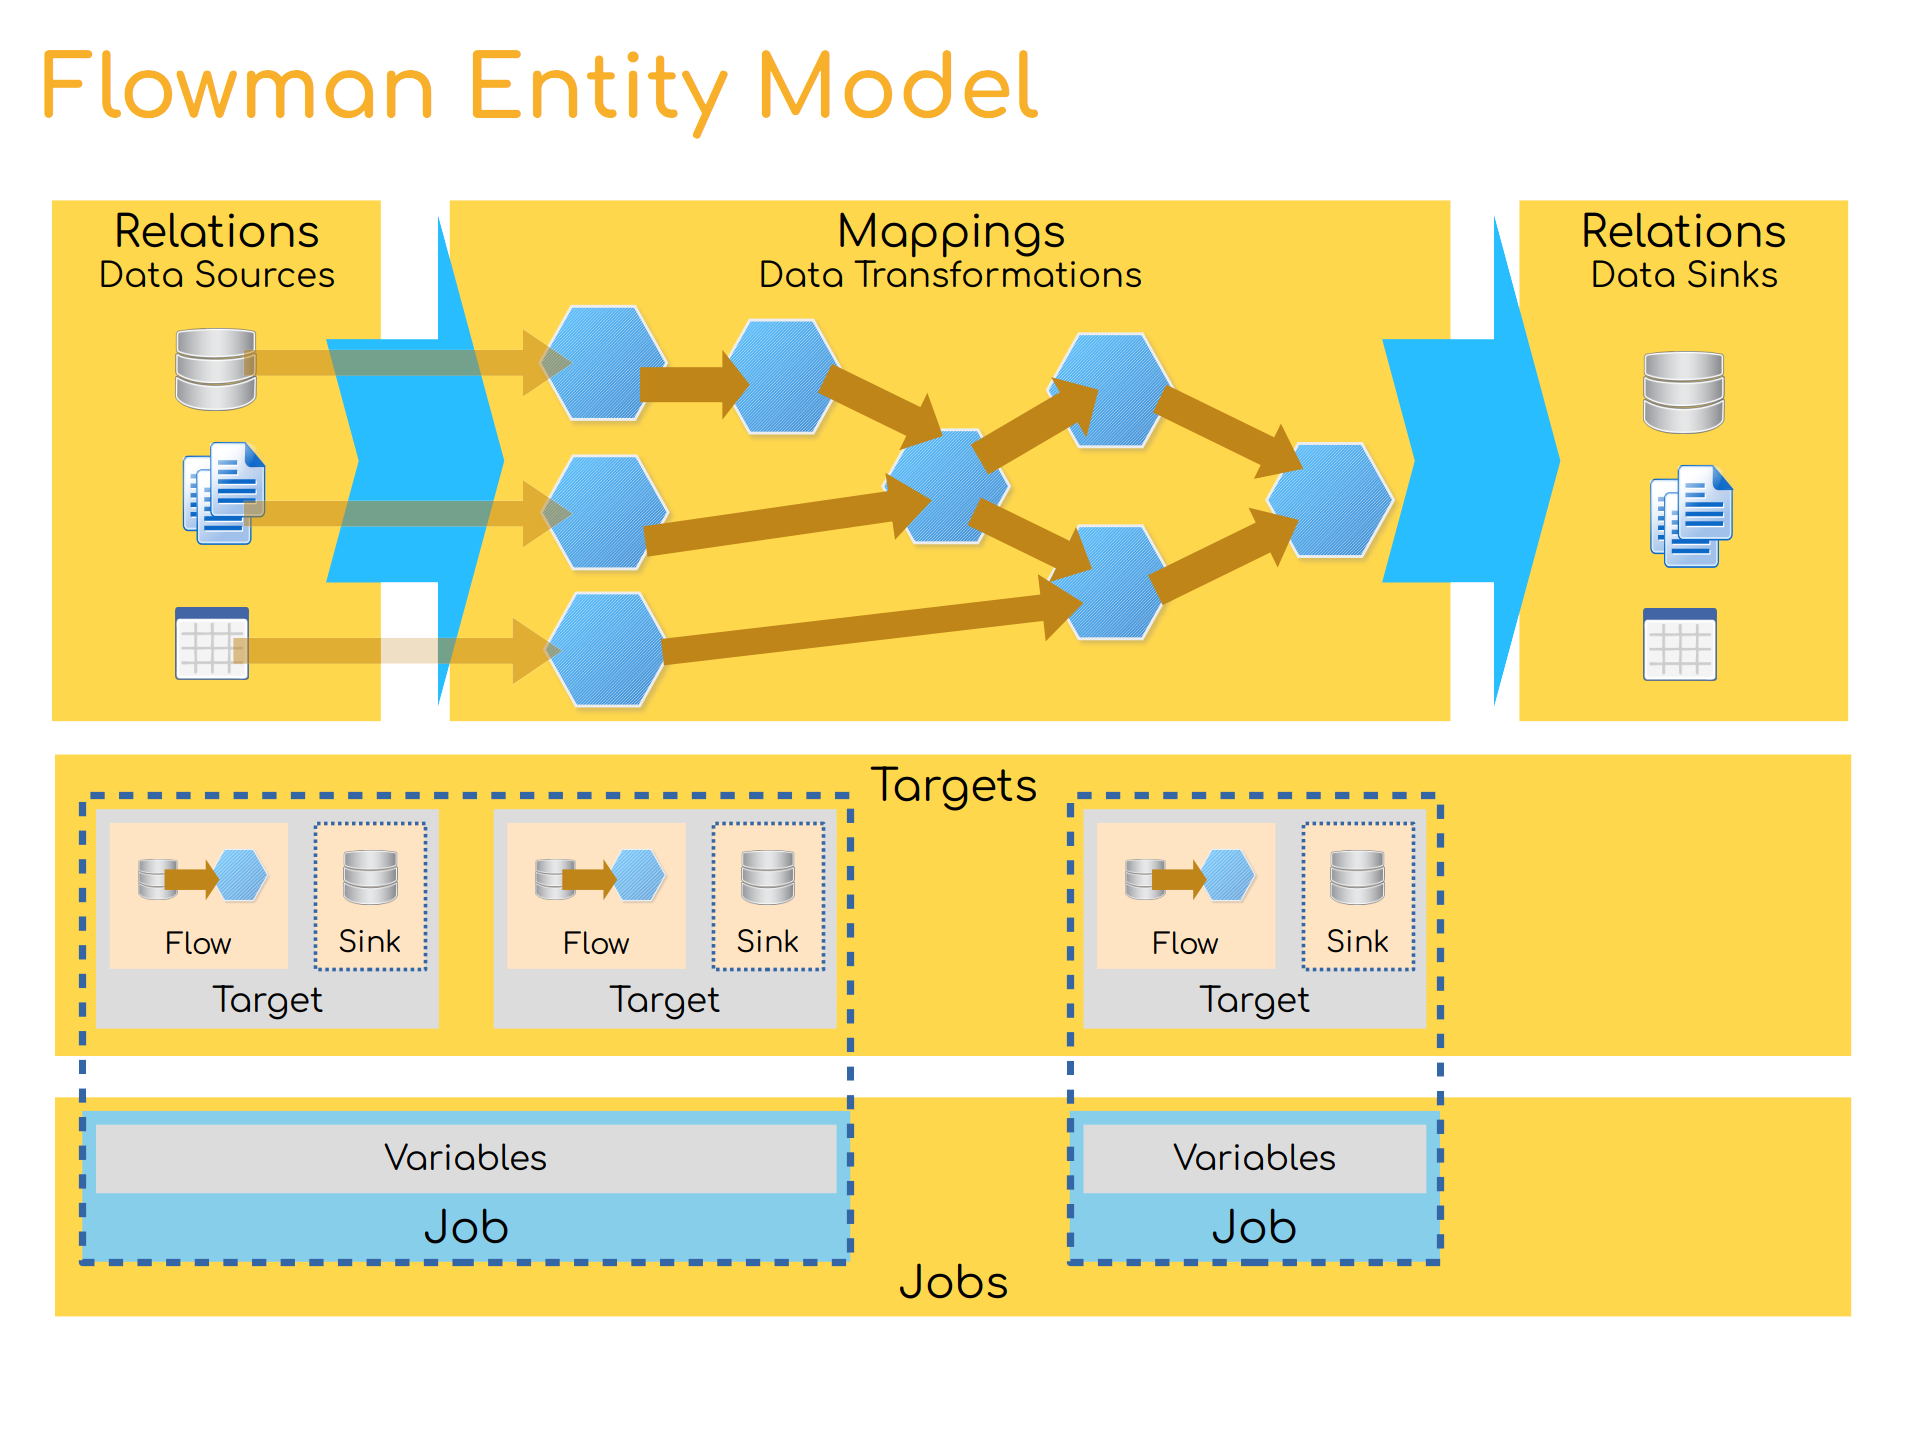 Flowman Entity Model
Relations
Data Sources
Mappings
Data Transformations
Relations
Data Sinks
Targets
Flow
Sink
Target
Flow
Sink
Target
Flow
Sink
Target
Variables
Job
Variables
Job
Jobs